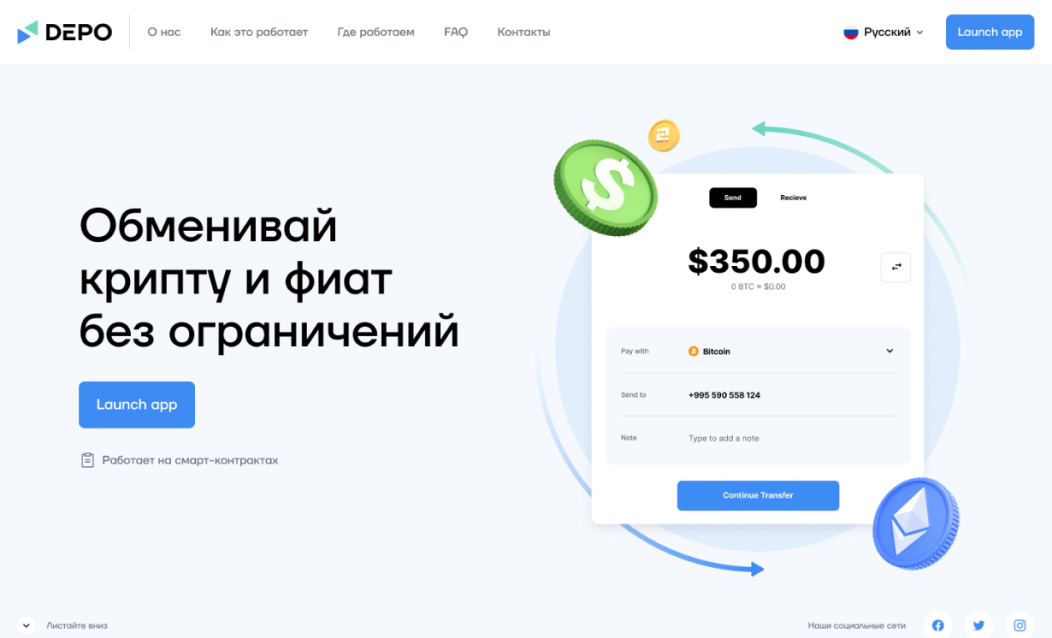 DEPO
О нас
Как это работает
Где работаем
FAQ
Контакты
Русский
Launch app
Обменивай
крипту и фиат
без ограничений
Launch app
Работает на смарт-контрактах
Send
Recieve
$350.00
0 BTC ≈ $0.00
Pay with
Bitcoin
Send to
+995 590 558 124
Note
Type to add a note
Continue Transfer
Листайте вниз
Наши социальные сети